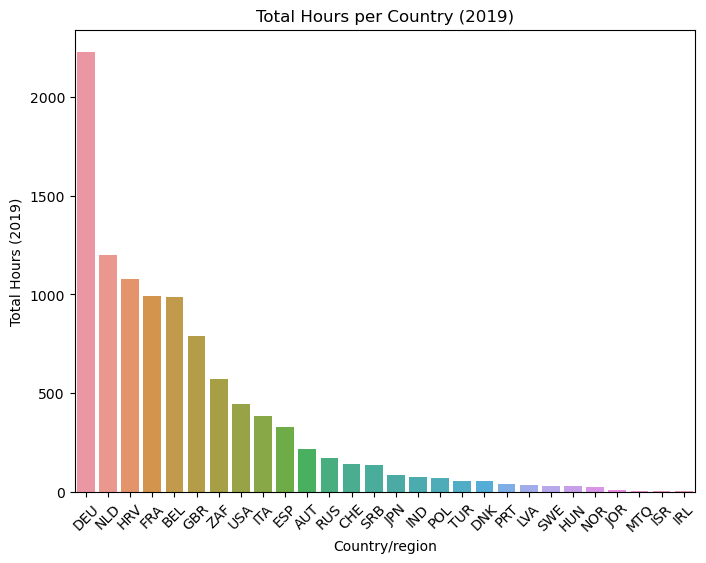 Total Hours per Country (2019)
Total Hours (2019)
2000
1500
1000
500
0
DEU NLD HRV FRA BEL GBR ZAF USA ITA ESP AUT RUS CHE SRB JPN IND POL TUR DNK PRT LVA SWE HUN NOR JOR MTQ ISR IRL
Country/region